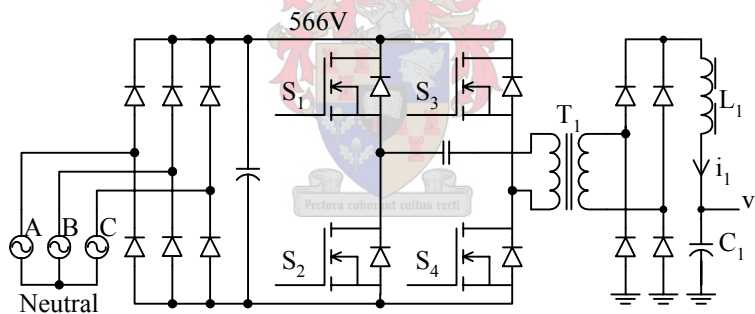 566V
S1
S3
T1
L1
i1
v
A
B
C
S2
S4
C1
Neutral
Pectora roborant cultus recti